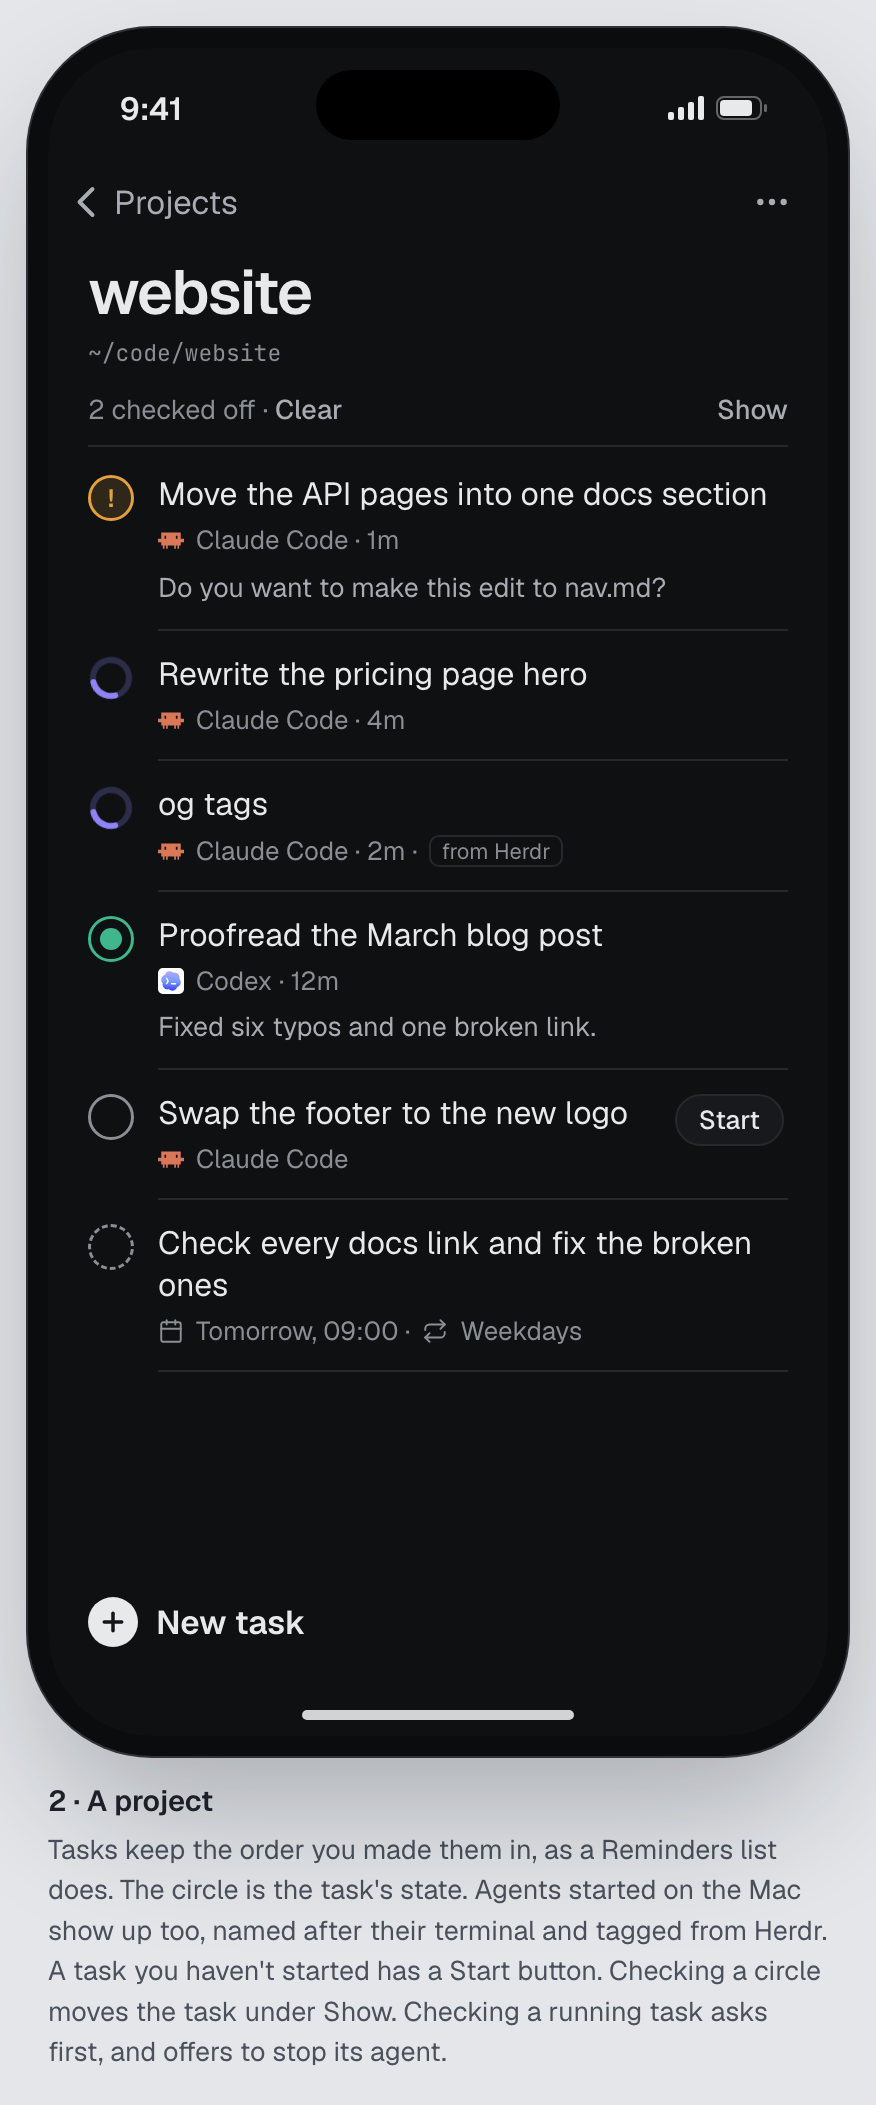 9:41
Projects
website
~/code/website
2 checked off · Clear
Show
!
Move the API pages into one docs section
Claude Code · 1m
Do you want to make this edit to nav.md?
Rewrite the pricing page hero
Claude Code · 4m
og tags
Claude Code · 2m · from Herdr
Proofread the March blog post
Codex · 12m
Fixed six typos and one broken link.
Swap the footer to the new logo
Start
Claude Code
Check every docs link and fix the broken
ones
Tomorrow, 09:00 · Weekdays
New task
2 · A project
Tasks keep the order you made them in, as a Reminders list
does. The circle is the task's state. Agents started on the Mac
show up too, named after their terminal and tagged from Herdr.
A task you haven't started has a Start button. Checking a circle
moves the task under Show. Checking a running task asks
first, and offers to stop its agent.